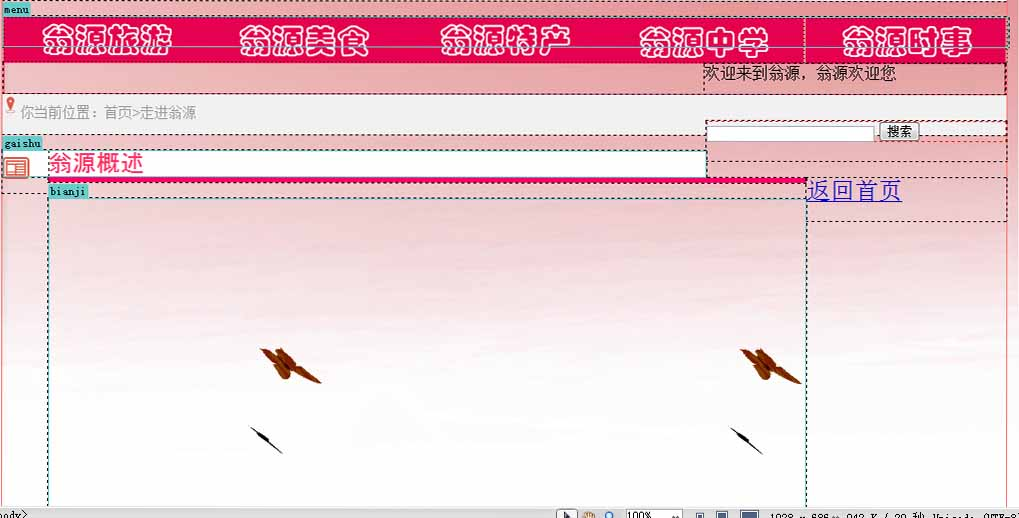 menu
翁源旅游 翁源美食 翁源特产 翁源中学 翁源时事
欢迎来到翁源，翁源欢迎您
你当前位置：首页>走进翁源
搜索
gaishu
翁源概述
bianji
返回首页
100%